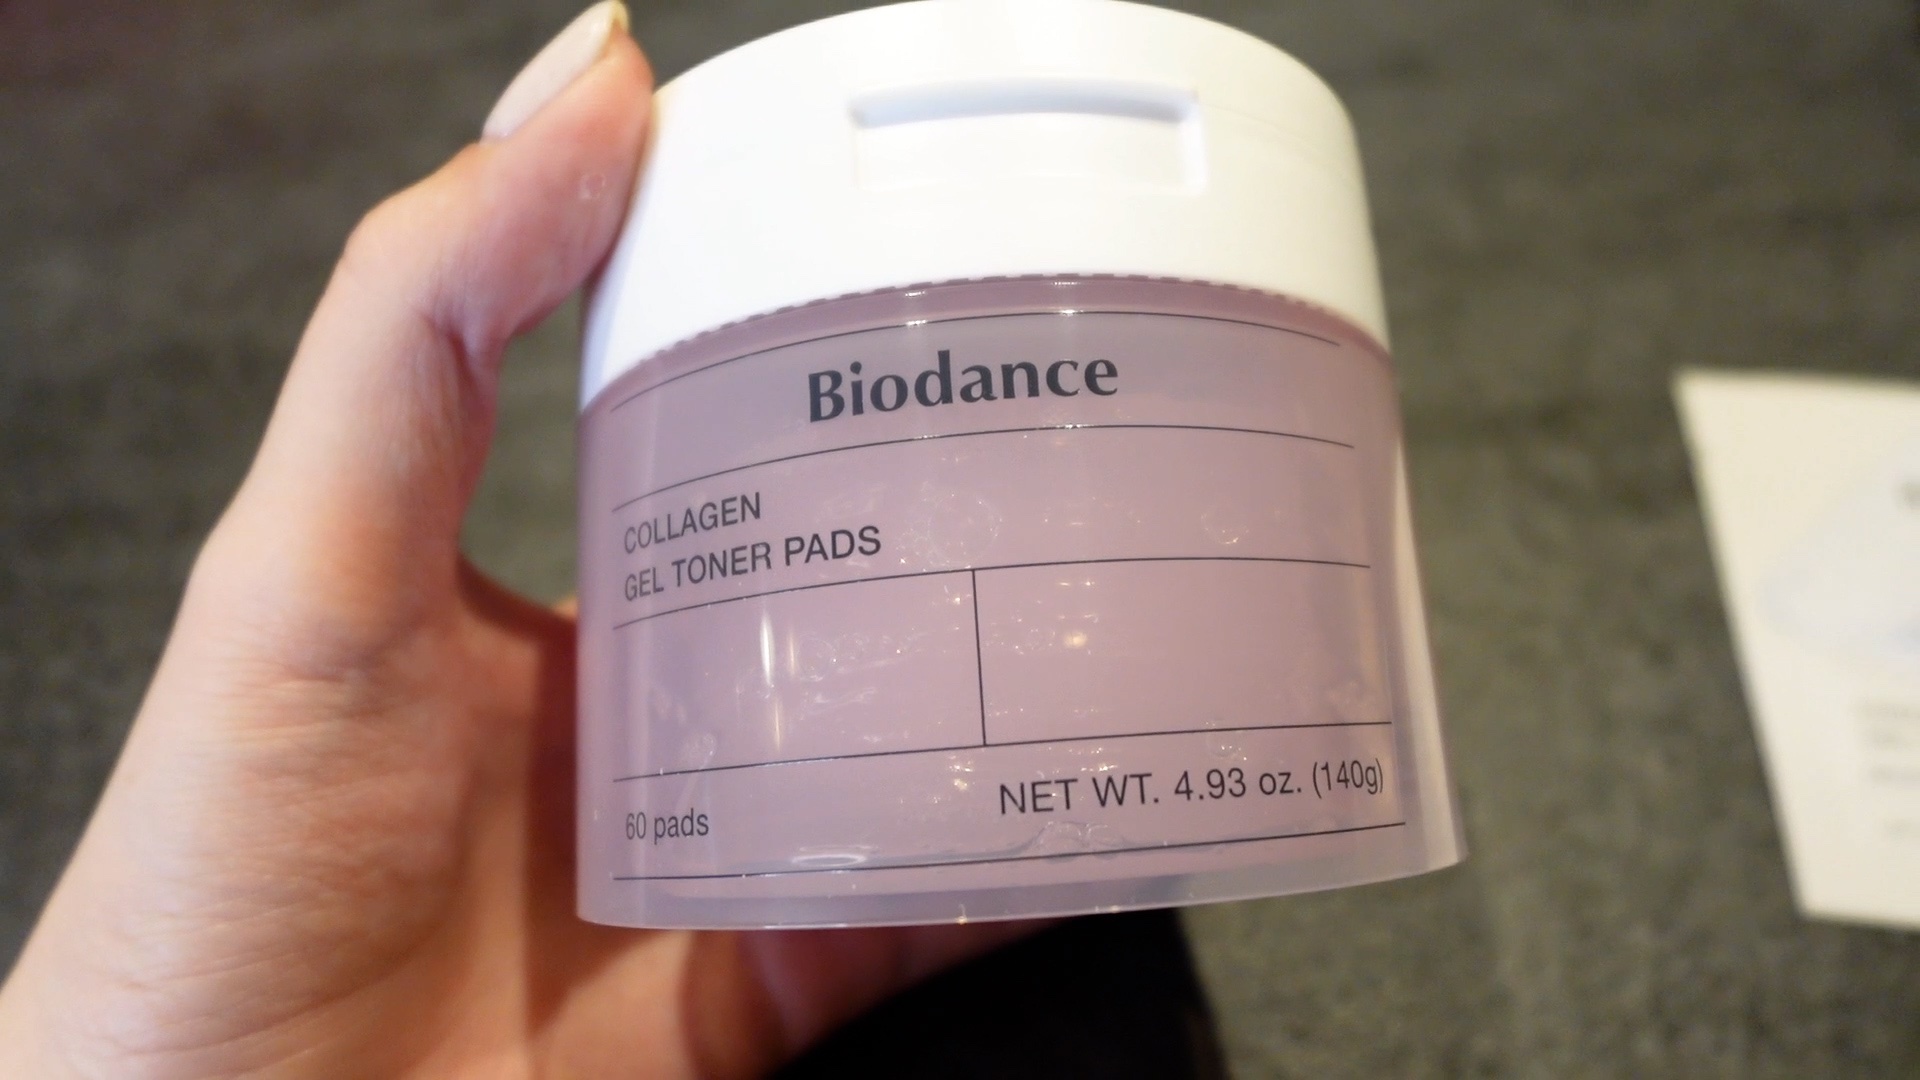 Biodance
COLLAGEN
GEL TONER PADS
60 pads
NET WT. 4.93 oz. (140g)